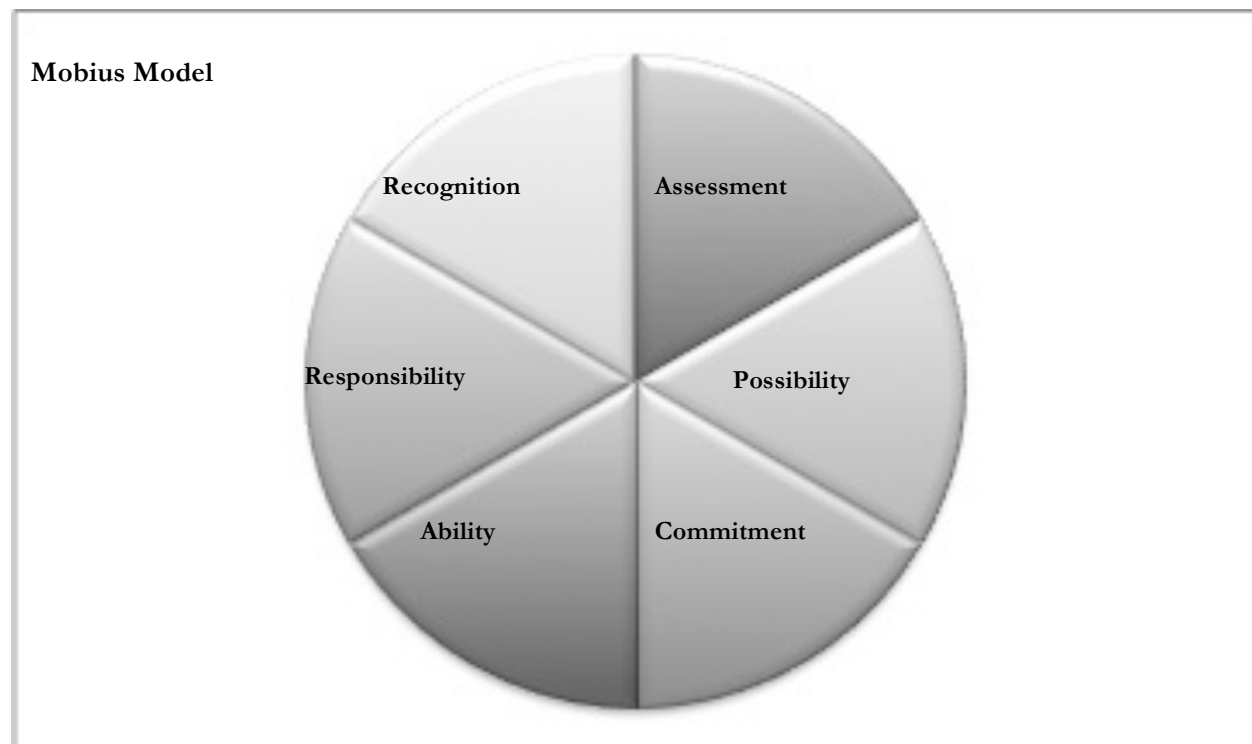 Mobius Model
Recognition
Assessment
Responsibility
Possibility
Ability
Commitment